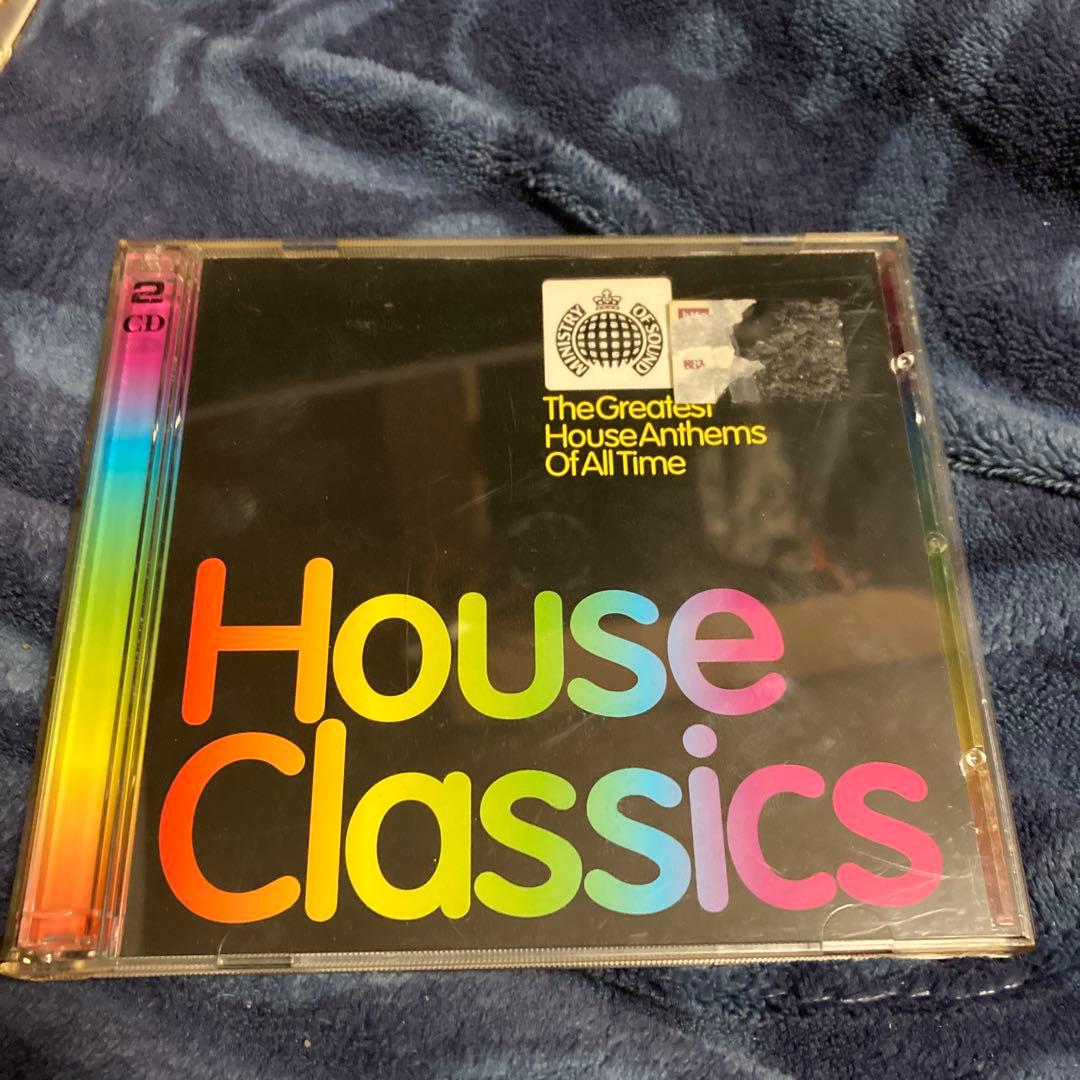 2
CD
MINISTRY OF SOUND
The Greatest
House Anthems
Of All Time
House
Classics